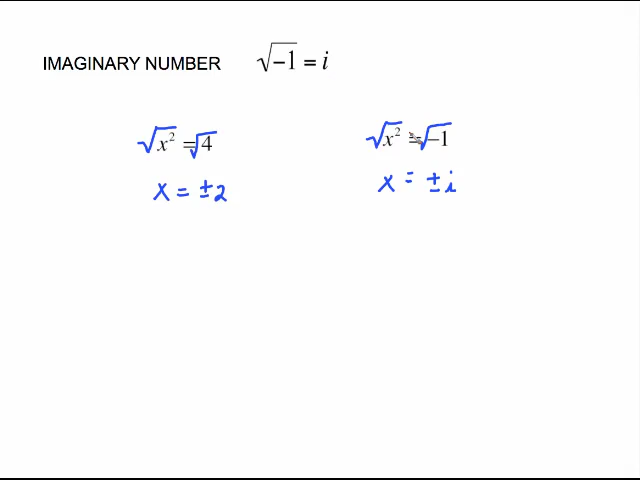 IMAGINARY NUMBER √−1 = i
√x² = √4
x = ±2
√x² = √−1
x = ±i